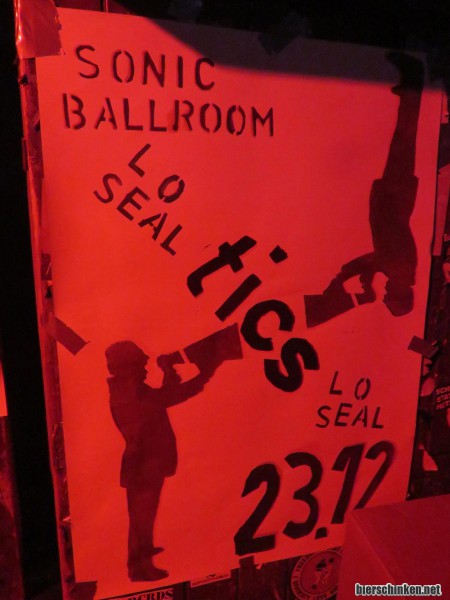 SONIC
BALLROOM
LO
SEAL
tics
LO
SEAL
23.12
bierschinken.net